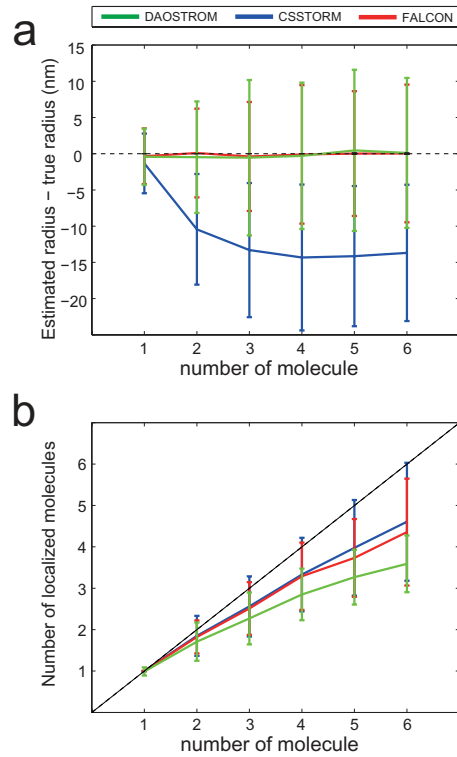 DAOSTROM CSSTORM FALCON
a
Estimated radius − true radius (nm)
15
10
5
0
−5
−10
−15
−20
1 2 3 4 5 6
number of molecule
b
Number of localized molecules
6
5
4
3
2
1
1 2 3 4 5 6
number of molecule